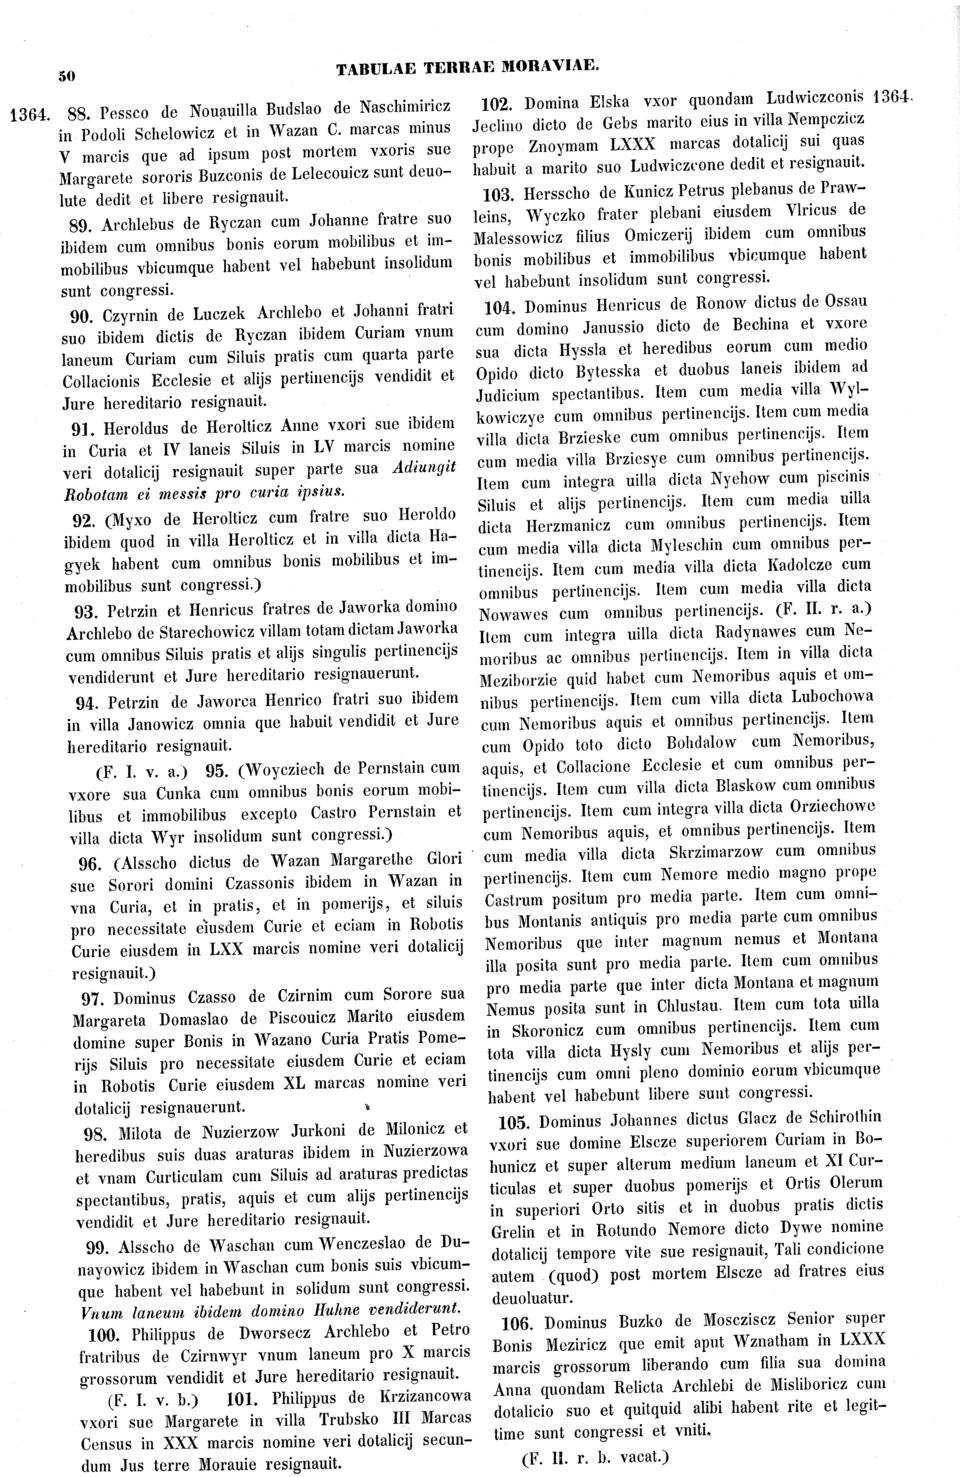 50
TABULAE TERRAE MORAVIAE.
1364. 88. Pessco de Nouauilla Budslao de Naschimiricz
in Podoli Schelowicz et in Wazan C. marcas minus
V marcis que ad ipsum post mortem vxoris sue
Margarete sororis Buzconis de Lelecouicz sunt deuo-
lute dedit et libere resignauit.
89. Archlebus de Ryczan cum Johanne fratre suo
ibidem cum omnibus bonis eorum mobilibus et im-
mobilibus vbicumque habent vel habebunt insolidum
sunt congressi.
90. Czyrnin de Luczek Archlebo et Johanni fratri
suo ibidem dictis de Ryczan ibidem Curiam vnum
laneum Curiam cum Siluis pratis cum quarta parte
Collacionis Ecclesie et alijs pertinencijs vendidit et
Jure hereditario resignauit.
91. Heroldus de Herolticz Anne vxori sue ibidem
in Curia et IV laneis Siluis in LV marcis nomine
veri dotalicij resignauit super parte sua Adiungit
Robotam ei messis pro curia ipsius.
92. (Myxo de Herolticz cum fratre suo Heroldo
ibidem quod in villa Herolticz et in villa dicta Ha-
gyek habent cum omnibus bonis mobilibus et im-
mobilibus sunt congressi.)
93. Petrzin et Henricus fratres de Jaworka domino
Archlebo de Starechowicz villam totam dictam Jaworka
cum omnibus Siluis pratis et alijs singulis pertinencijs
vendiderunt et Jure hereditario resignauerunt.
94. Petrzin de Jaworca Henrico fratri suo ibidem
in villa Janowicz omnia que habuit vendidit et Jure
hereditario resignauit.
(F. I. v. a.) 95. (Woycziech de Pernstain cum
vxore sua Cunka cum omnibus bonis eorum mobi-
libus et immobilibus excepto Castro Pernstain et
villa dicta Wyr insolidum sunt congressi.)
96. (Alsscho dictus de Wazan Margarethe Glori
sue Sorori domini Czassonis ibidem in Wazan in
vna Curia, et in pratis, et in pomerijs, et siluis
pro necessitate eiusdem Curie et eciam in Robotis
Curie eiusdem in LXX marcis nomine veri dotalicij
resignauit.)
97. Dominus Czasso de Czirnim cum Sorore sua
Margareta Domaslao de Piscouicz Marito eiusdem
domine super Bonis in Wazano Curia Pratis Pome-
rijs Siluis pro necessitate eiusdem Curie et eciam
in Robotis Curie eiusdem XL marcas nomine veri
dotalicij resignauerunt.
98. Milota de Nuzierzow Jurkoni de Milonicz et
heredibus suis duas araturas ibidem in Nuzierzowa
et vnam Curticulam cum Siluis ad araturas predictas
spectantibus, pratis, aquis et cum alijs pertinencijs
vendidit et Jure hereditario resignauit.
99. Alsscho de Waschan cum Wenczeslao de Du-
nayowicz ibidem in Waschan cum bonis suis vbicum-
que habent vel habebunt in solidum sunt congressi.
Vnum laneum ibidem domino Huhne vendiderunt.
100. Philippus de Dworsecz Archlebo et Petro
fratribus de Czirnwyr vnum laneum pro X marcis
grossorum vendidit et Jure hereditario resignauit.
(F. I. v. b.) 101. Philippus de Krzizancowa
vxori sue Margarete in villa Trubsko III Marcas
Census in XXX marcis nomine veri dotalicij secun-
dum Jus terre Morauie resignauit.
102. Domina Elska vxor quondam Ludwiczconis 1364.
Jeclino dicto de Gebs marito eius in villa Nempczicz
prope Znoymam LXXX marcas dotalicij sui quas
habuit a marito suo Ludwiczcone dedit et resignauit.
103. Hersscho de Kunicz Petrus plebanus de Praw-
leins, Wyczko frater plebani eiusdem Vlricus de
Malessowicz filius Omiczerij ibidem cum omnibus
bonis mobilibus et immobilibus vbicumque habent
vel habebunt insolidum sunt congressi.
104. Dominus Henricus de Ronow dictus de Ossau
cum domino Janussio dicto de Bechina et vxore
sua dicta Hyssla et heredibus eorum cum medio
Opido dicto Bytesska et duobus laneis ibidem ad
Judicium spectantibus. Item cum media villa Wyl-
kowiczye cum omnibus pertinencijs. Item cum media
villa dicta Brzieske cum omnibus pertinencijs. Item
cum media villa Brziesye cum omnibus pertinencijs.
Item cum integra uilla dicta Nyehow cum piscinis
Siluis et alijs pertinencijs. Item cum media uilla
dicta Herzmanicz cum omnibus pertinencijs. Item
cum media villa dicta Myleschin cum omnibus per-
tinencijs. Item cum media villa dicta Kadolcze cum
omnibus pertinencijs. Item cum media villa dicta
Nowawes cum omnibus pertinencijs. (F. II. r. a.)
Item cum integra uilla dicta Radynawes cum Ne-
moribus ac omnibus pertinencijs. Item in villa dicta
Meziborzie quid habet cum Nemoribus aquis et om-
nibus pertinencijs. Item cum villa dicta Lubochowa
cum Nemoribus aquis et omnibus pertinencijs. Item
cum Opido toto dicto Bohdalow cum Nemoribus,
aquis, et Collacione Ecclesie et cum omnibus per-
tinencijs. Item cum villa dicta Blaskow cum omnibus
pertinencijs. Item cum integra villa dicta Orziechowe
cum Nemoribus aquis, et omnibus pertinencijs. Item
cum media villa dicta Skrzimarzow cum omnibus
pertinencijs. Item cum Nemore medio magno prope
Castrum positum pro media parte. Item cum omni-
bus Montanis antiquis pro media parte cum omnibus
Nemoribus que inter magnum nemus et Montana
illa posita sunt pro media parte. Item cum omnibus
pro media parte que inter dicta Montana et magnum
Nemus posita sunt in Chlustau. Item cum tota uilla
in Skoronicz cum omnibus pertinencijs. Item cum
tota villa dicta Hysly cum Nemoribus et alijs per-
tinencijs cum omni pleno dominio eorum vbicumque
habent vel habebunt libere sunt congressi.
105. Dominus Johannes dictus Glacz de Schirothin
vxori sue domine Elscze superiorem Curiam in Bo-
hunicz et super alterum medium laneum et XI Cur-
ticulas et super duobus pomerijs et Ortis Olerum
in superiori Orto sitis et in duobus pratis dictis
Grelin et in Rotundo Nemore dicto Dywe nomine
dotalicij tempore vite sue resignauit, Tali condicione
autem (quod) post mortem Elscze ad fratres eius
deuoluatur.
106. Dominus Buzko de Moscziscz Senior super
Bonis Meziricz que emit aput Wznatham in LXXX
marcis grossorum liberando cum filia sua domina
Anna quondam Relicta Archlebi de Misliboricz cum
dotalicio suo et quitquid alibi habent rite et legit-
time sunt congressi et vniti.
(F. II. r. b. vacat.)